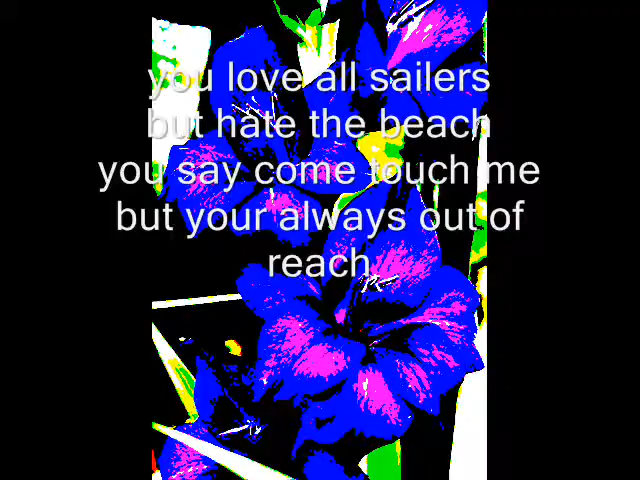 you love all sailers
but hate the beach
you say come touch me
but your always out of
reach